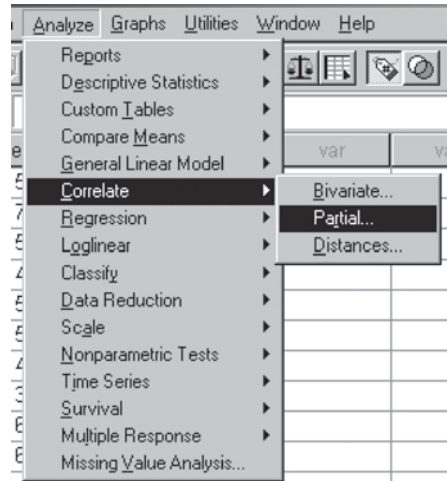 Analyze Graphs Utilities Window Help
Reports
Descriptive Statistics
Custom Tables
Compare Means
var
General Linear Model
Correlate
Bivariate...
Regression
Partial...
Loglinear
Distances...
Classify
Data Reduction
Scale
Nonparametric Tests
Time Series
Survival
Multiple Response
Missing Value Analysis...